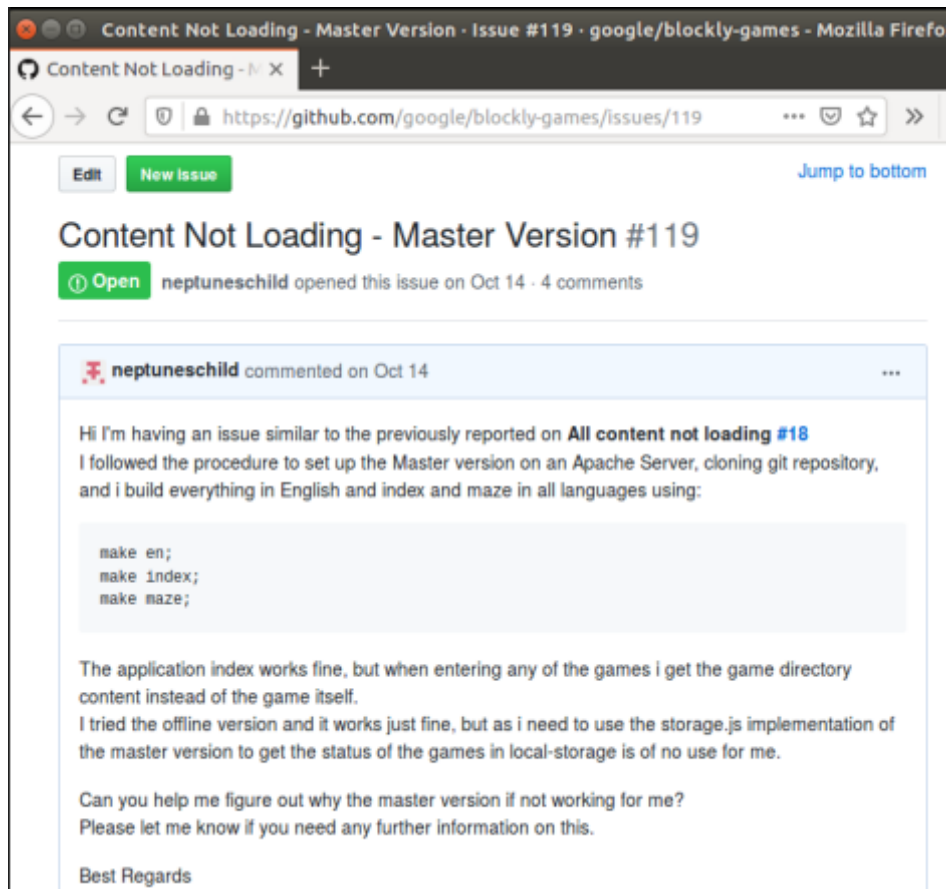 Content Not Loading - Master Version · Issue #119 · google/blockly-games - Mozilla Firefo
Content Not Loading - M
https://github.com/google/blockly-games/issues/119
Edit
New issue
Jump to bottom
Content Not Loading - Master Version #119
Open
neptuneschild opened this issue on Oct 14 · 4 comments
neptuneschild commented on Oct 14
Hi I'm having an issue similar to the previously reported on All content not loading #18
I followed the procedure to set up the Master version on an Apache Server, cloning git repository,
and i build everything in English and index and maze in all languages using:
make en;
make index;
make maze;
The application index works fine, but when entering any of the games i get the game directory
content instead of the game itself.
I tried the offline version and it works just fine, but as i need to use the storage.js implementation of
the master version to get the status of the games in local-storage is of no use for me.
Can you help me figure out why the master version if not working for me?
Please let me know if you need any further information on this.
Best Regards